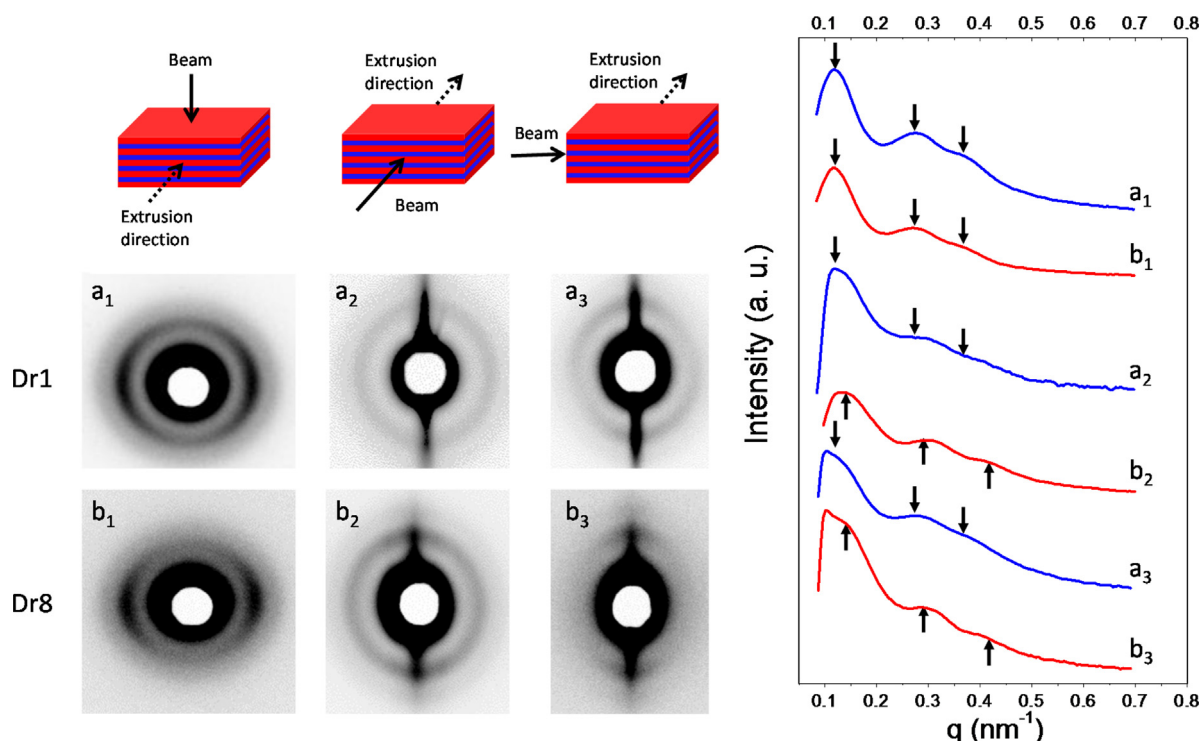 Beam
Extrusion
direction
Extrusion
direction
Beam
Extrusion
direction
Beam
Dr1
a1
a2
a3
Dr8
b1
b2
b3
0.1 0.2 0.3 0.4 0.5 0.6 0.7 0.8
Intensity (a. u.)
a1
b1
a2
b2
a3
b3
0.1 0.2 0.3 0.4 0.5 0.6 0.7 0.8
q (nm-1)